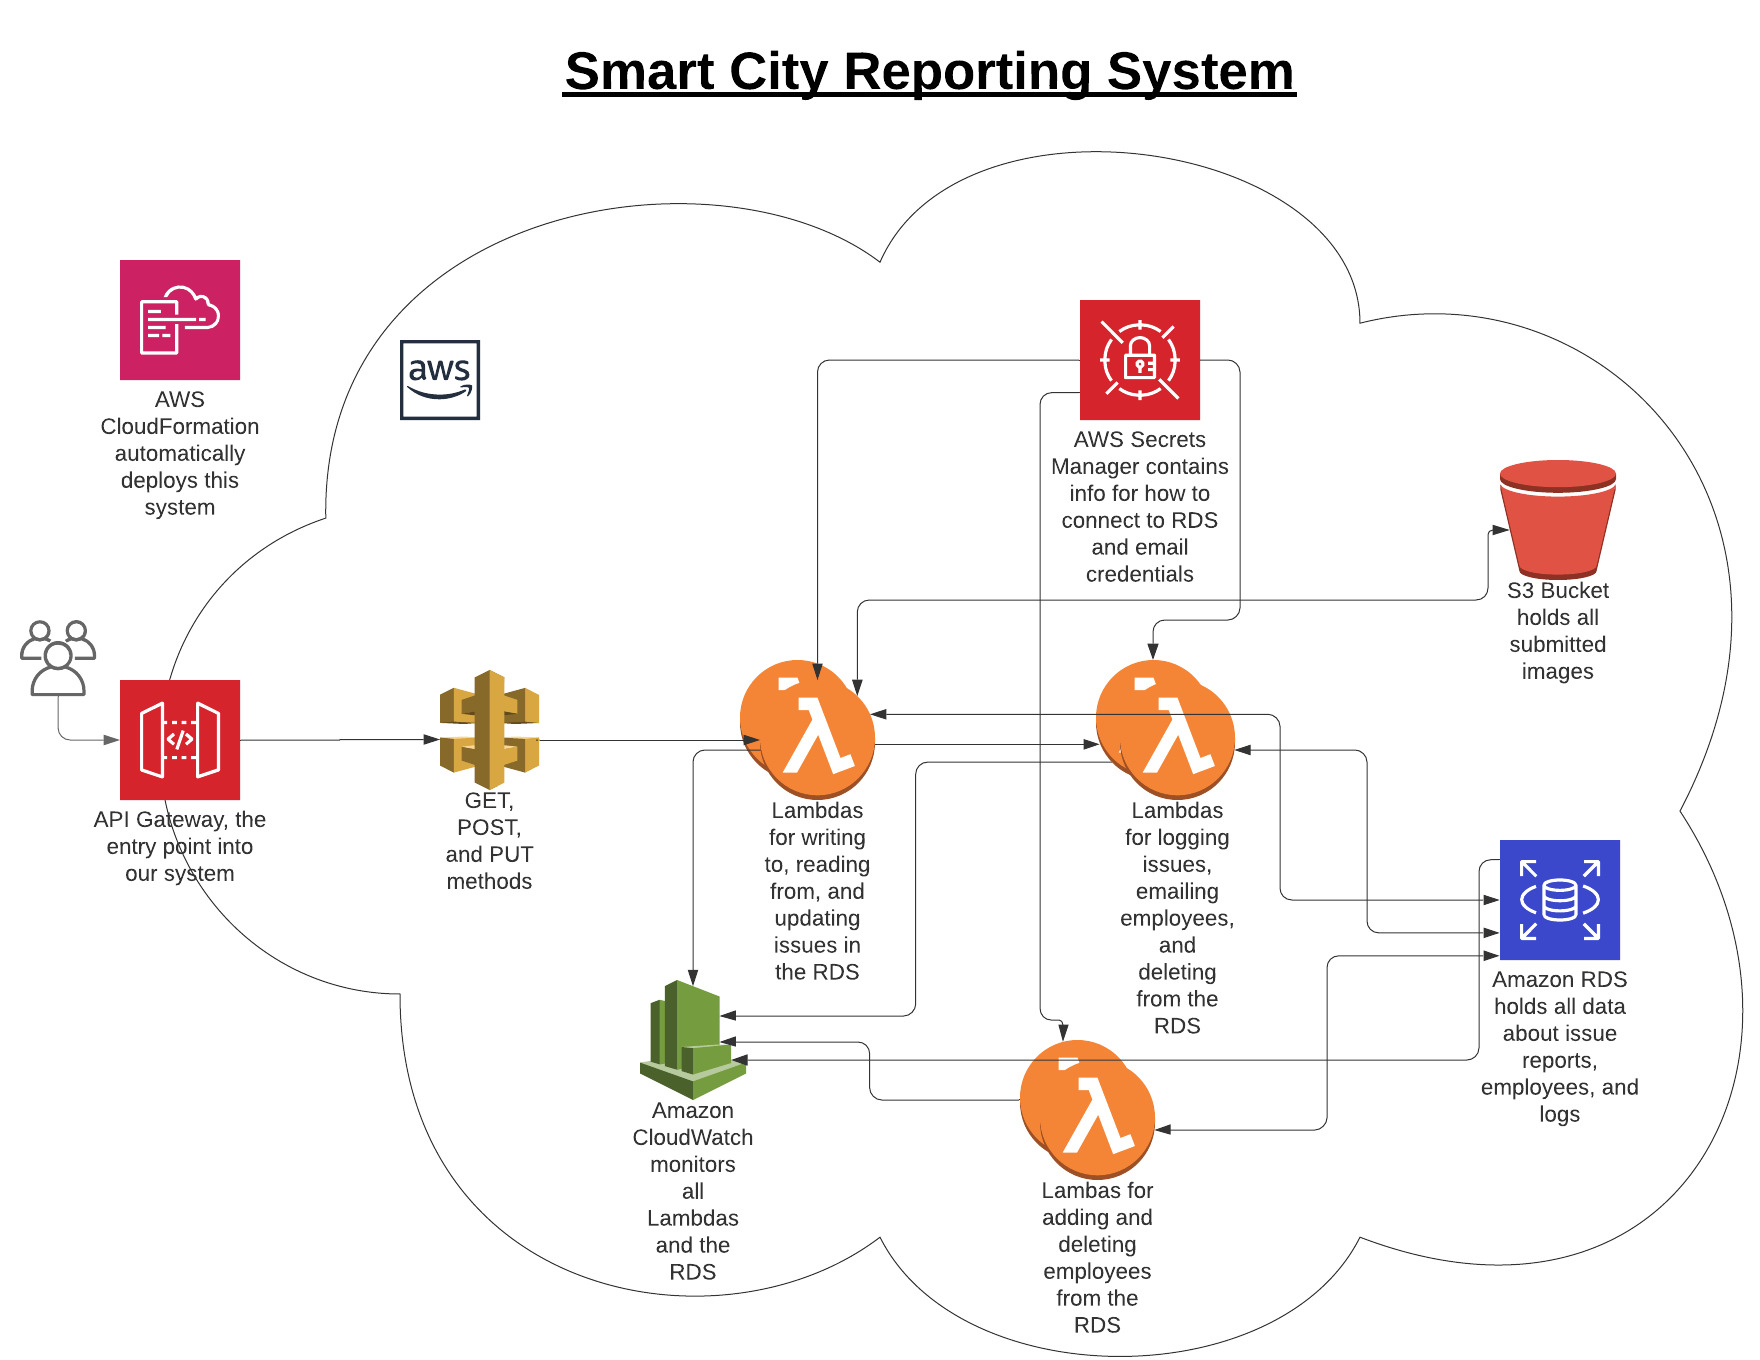 Smart City Reporting System
AWS
CloudFormation
automatically
deploys this
system
aws
AWS Secrets
Manager contains
info for how to
connect to RDS
and email
credentials
S3 Bucket
holds all
submitted
images
API Gateway, the
entry point into
our system
GET,
POST,
and PUT
methods
Lambdas
for writing
to, reading
from, and
updating
issues in
the RDS
Lambdas
for logging
issues,
emailing
employees,
and
deleting
from the
RDS
Amazon RDS
holds all data
about issue
reports,
employees, and
logs
Amazon
CloudWatch
monitors
all
Lambdas
and the
RDS
Lambas for
adding and
deleting
employees
from the
RDS